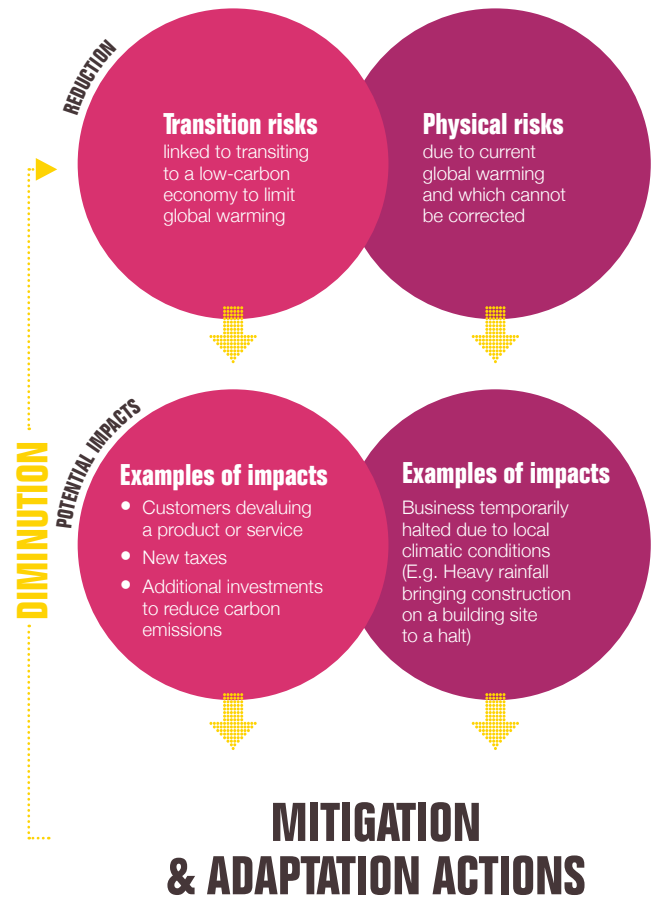 REDUCTION
Transition risks
linked to transiting
to a low-carbon
economy to limit
global warming
Physical risks
due to current
global warming
and which cannot
be corrected
DIMINUTION
POTENTIAL IMPACTS
Examples of impacts
• Customers devaluing
a product or service
• New taxes
• Additional investments
to reduce carbon
emissions
Examples of impacts
Business temporarily
halted due to local
climatic conditions
(E.g. Heavy rainfall
bringing construction
on a building site
to a halt)
MITIGATION
& ADAPTATION ACTIONS